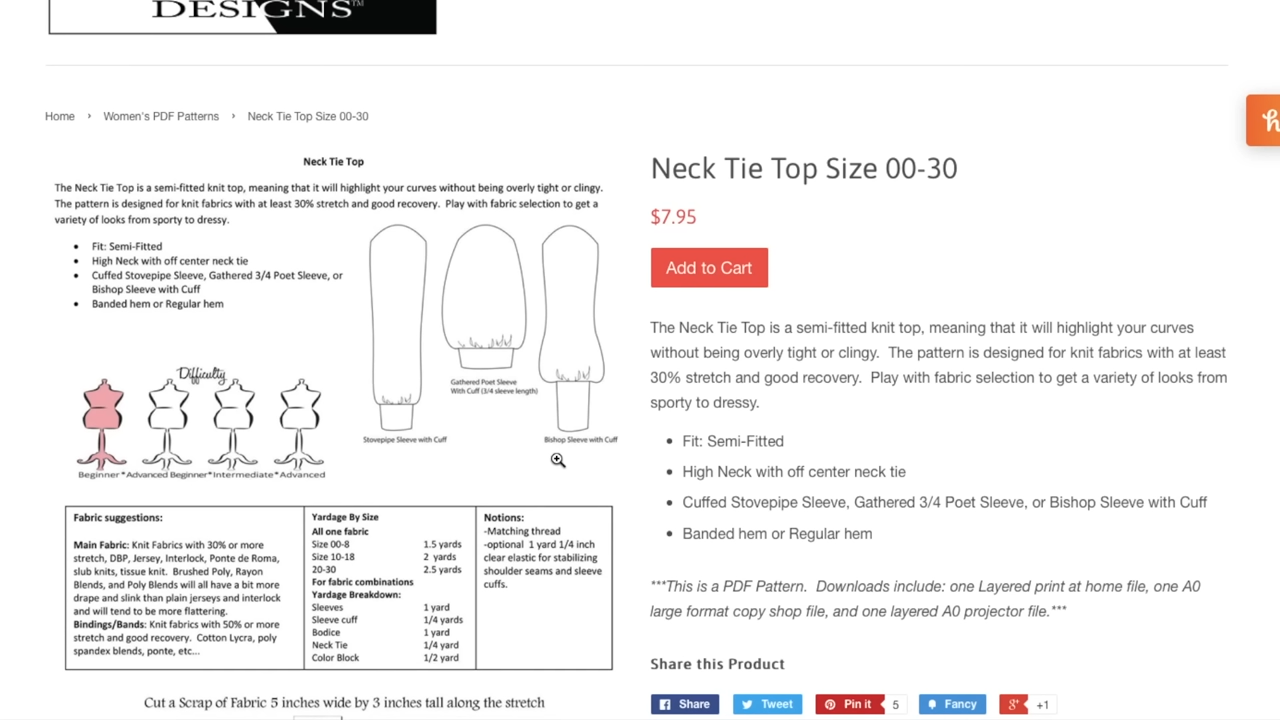 DESIGNS™
Home › Women's PDF Patterns › Neck Tie Top Size 00-30
Neck Tie Top
The Neck Tie Top is a semi-fitted knit top, meaning that it will highlight your curves without being overly tight or clingy.
The pattern is designed for knit fabrics with at least 30% stretch and good recovery. Play with fabric selection to get a
variety of looks from sporty to dressy.
• Fit: Semi-Fitted
• High Neck with off center neck tie
• Cuffed Stovepipe Sleeve, Gathered 3/4 Poet Sleeve, or
Bishop Sleeve with Cuff
• Banded hem or Regular hem
Gathered Poet Sleeve
With Cuff (3/4 sleeve length)
Stovepipe Sleeve with Cuff
Bishop Sleeve with Cuff
Difficulty
Beginner*Advanced Beginner*Intermediate*Advanced
Fabric suggestions:
Main Fabric: Knit Fabrics with 30% or more
stretch, DBP, Jersey, Interlock, Ponte de Roma,
slub knits, tissue knit. Brushed Poly, Rayon
Blends, and Poly Blends will all have a bit more
drape and slink than plain jerseys and interlock
and will tend to be more flattering.
Bindings/Bands: Knit fabrics with 50% or more
stretch and good recovery. Cotton Lycra, poly
spandex blends, ponte, etc...
Yardage By Size
All one fabric
Size 00-8 1.5 yards
Size 10-18 2 yards
20-30 2.5 yards
For fabric combinations
Yardage Breakdown:
Sleeves 1 yard
Sleeve cuff 1/4 yards
Bodice 1 yard
Neck Tie 1/4 yard
Color Block 1/2 yard
Notions:
-Matching thread
-optional 1 yard 1/4 inch
clear elastic for stabilizing
shoulder seams and sleeve
cuffs.
Cut a Scrap of Fabric 5 inches wide by 3 inches tall along the stretch
Neck Tie Top Size 00-30
$7.95
Add to Cart
The Neck Tie Top is a semi-fitted knit top, meaning that it will highlight your curves
without being overly tight or clingy. The pattern is designed for knit fabrics with at least
30% stretch and good recovery. Play with fabric selection to get a variety of looks from
sporty to dressy.
• Fit: Semi-Fitted
• High Neck with off center neck tie
• Cuffed Stovepipe Sleeve, Gathered 3/4 Poet Sleeve, or Bishop Sleeve with Cuff
• Banded hem or Regular hem
***This is a PDF Pattern. Downloads include: one Layered print at home file, one A0
large format copy shop file, and one layered A0 projector file.***
Share this Product
Share Tweet Pin it 5 Fancy +1
h